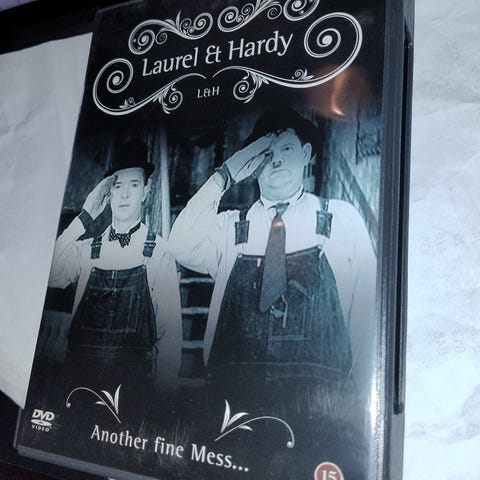 Laurel & Hardy
L&H
DVD
VIDEO
Another fine Mess...
15